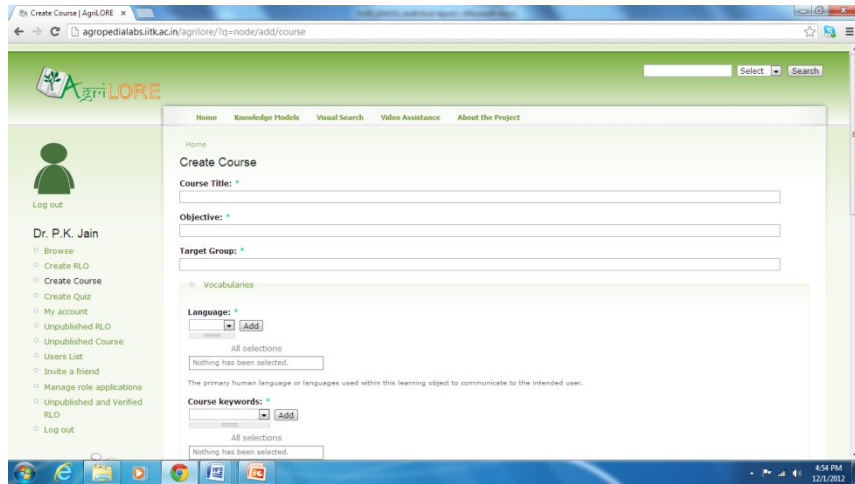 Create Course | AgriLORE
agropedialabs.iitk.ac.in/agrilore/?q=node/add/course
Select
Search
Agriلोर
Home Knowledge Models Visual Search Video Assistance About the Project
Home
Create Course
Course Title: *
Objective: *
Target Group: *
Vocabularies
Language: *
Add
All selections
Nothing has been selected.
The primary human language or languages used within this learning object to communicate to the intended user.
Course keywords: *
Add
All selections
Nothing has been selected.
Log out
Dr. P.K. Jain
Browse
Create RLO
Create Course
Create Quiz
My account
Unpublished RLO
Unpublished Course
Users List
Invite a friend
Manage role applications
Unpublished and Verified
RLO
Log out
4:54 PM
12/1/2012